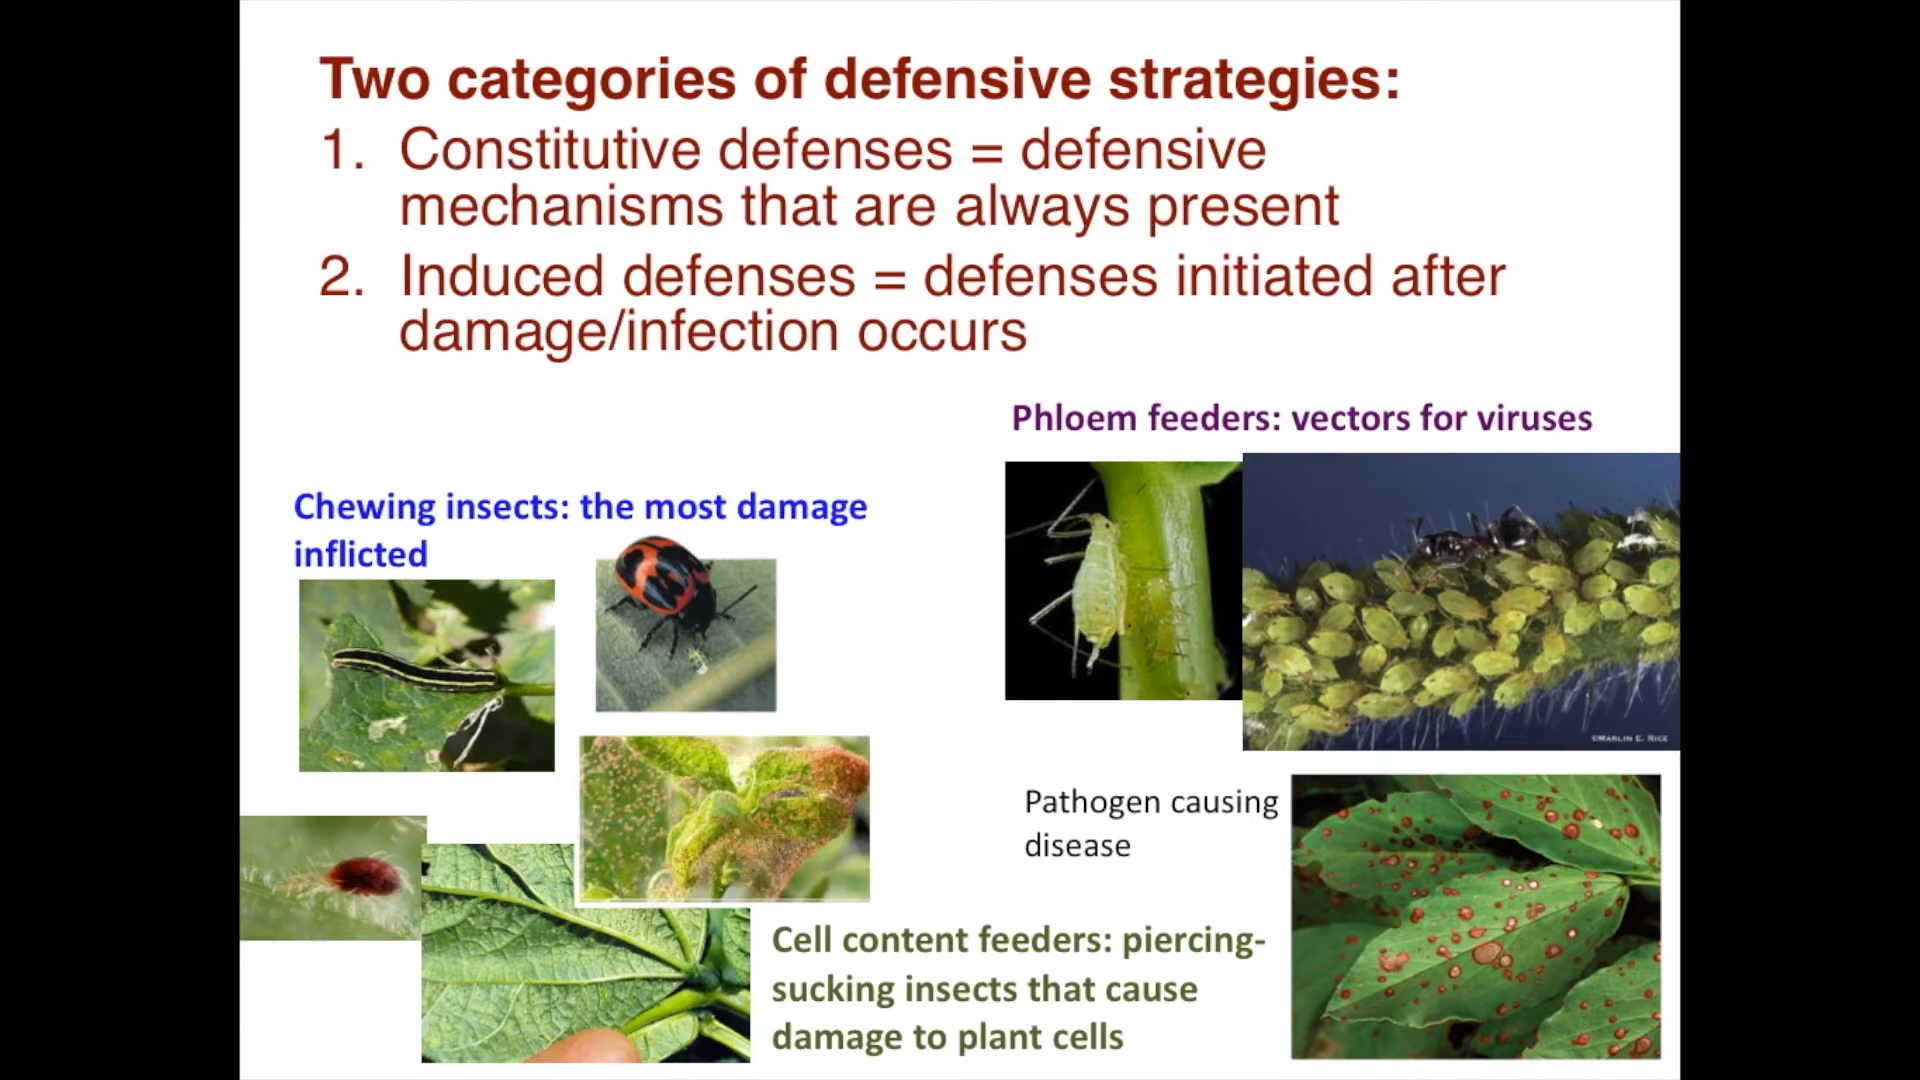 Two categories of defensive strategies:
1. Constitutive defenses = defensive
mechanisms that are always present
2. Induced defenses = defenses initiated after
damage/infection occurs
Phloem feeders: vectors for viruses
Chewing insects: the most damage
inflicted
©MARLIN E. RICE
Pathogen causing
disease
Cell content feeders: piercing-
sucking insects that cause
damage to plant cells